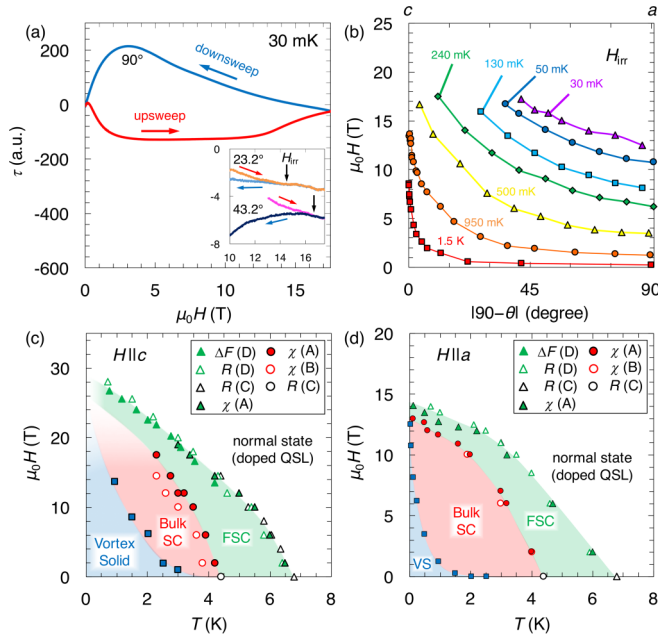 (a)
30 mK
90°
downsweep
upsweep
200
0
-200
-400
-600
τ (a.u.)
0
5
10
15
μ₀H (T)
0
-4
-8
23.2°
Hirr
43.2°
10
12
14
16
(b)
c
a
Hirr
240 mK
130 mK
50 mK
30 mK
500 mK
950 mK
1.5 K
25
20
15
10
5
0
μ₀H (T)
0
45
90
|90−θ| (degree)
(c)
H||c
ΔF (D)
χ (A)
R (D)
χ (B)
R (C)
R (C)
χ (A)
normal state
(doped QSL)
Bulk
SC
FSC
Vortex
Solid
30
20
10
0
μ₀H (T)
0
2
4
6
8
T (K)
(d)
H||a
ΔF (D)
χ (A)
R (D)
χ (B)
R (C)
R (C)
χ (A)
normal state
(doped QSL)
Bulk
SC
FSC
VS
20
15
10
5
0
μ₀H (T)
0
2
4
6
8
T (K)